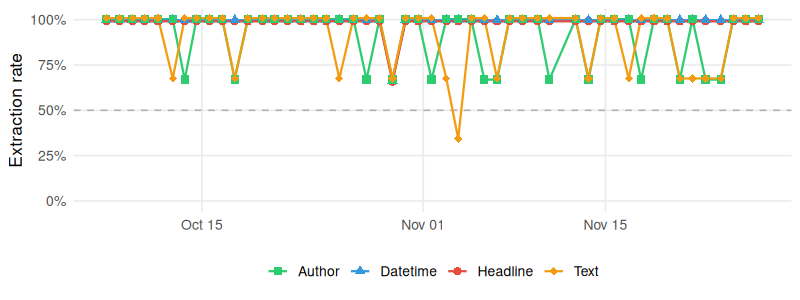 100%
75%
50%
25%
0%
Extraction rate
Oct 15
Nov 01
Nov 15
Author
Datetime
Headline
Text